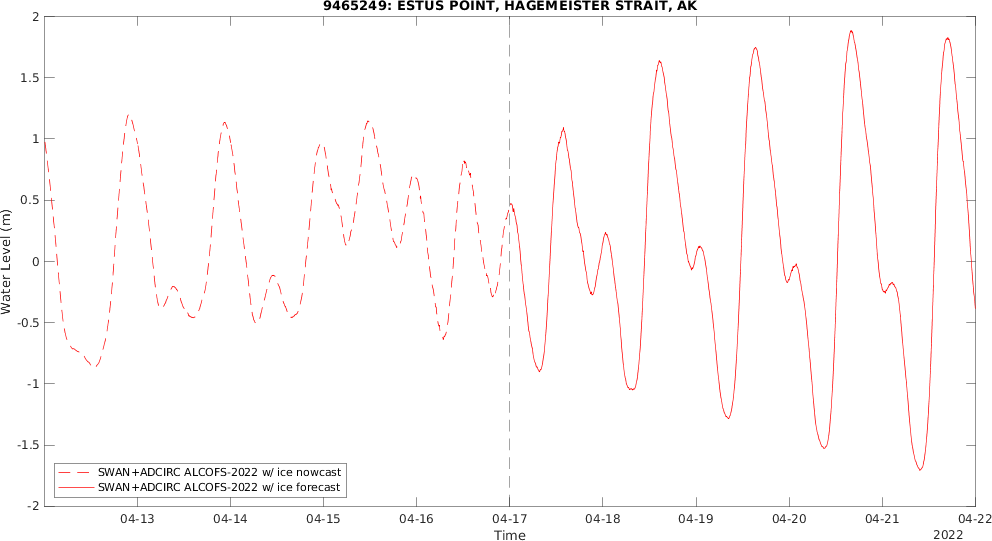 9465249: ESTUS POINT, HAGEMEISTER STRAIT, AK
2
1.5
1
0.5
0
-0.5
-1
-1.5
-2
Water Level (m)
SWAN+ADCIRC ALCOFS-2022 w/ ice nowcast
SWAN+ADCIRC ALCOFS-2022 w/ ice forecast
04-13 04-14 04-15 04-16 04-17 04-18 04-19 04-20 04-21 04-22
Time
2022